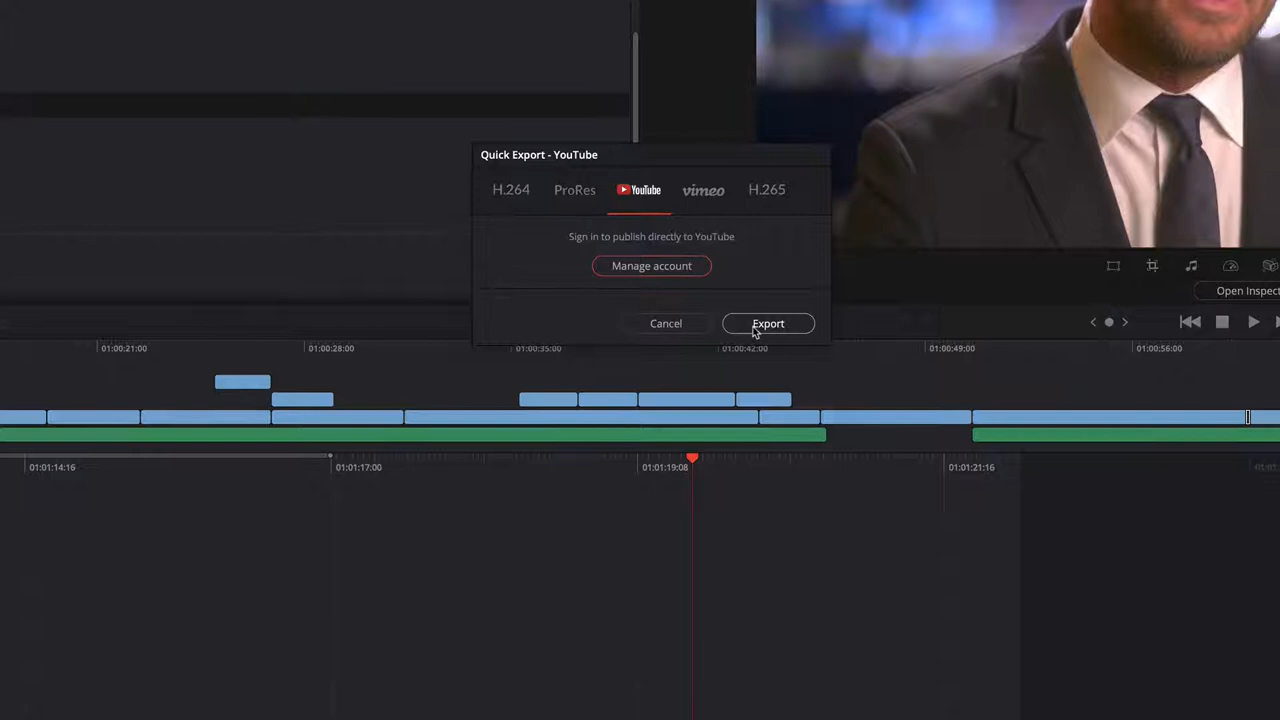 Quick Export - YouTube
H.264 ProRes YouTube vimeo H.265
Sign in to publish directly to YouTube
Manage account
Open Inspect
Cancel Export
01:00:21:00 01:00:28:00 01:00:35:00 01:00:42:00 01:00:49:00 01:00:56:00
01:01:14:16 01:01:17:00 01:01:19:08 01:01:21:16